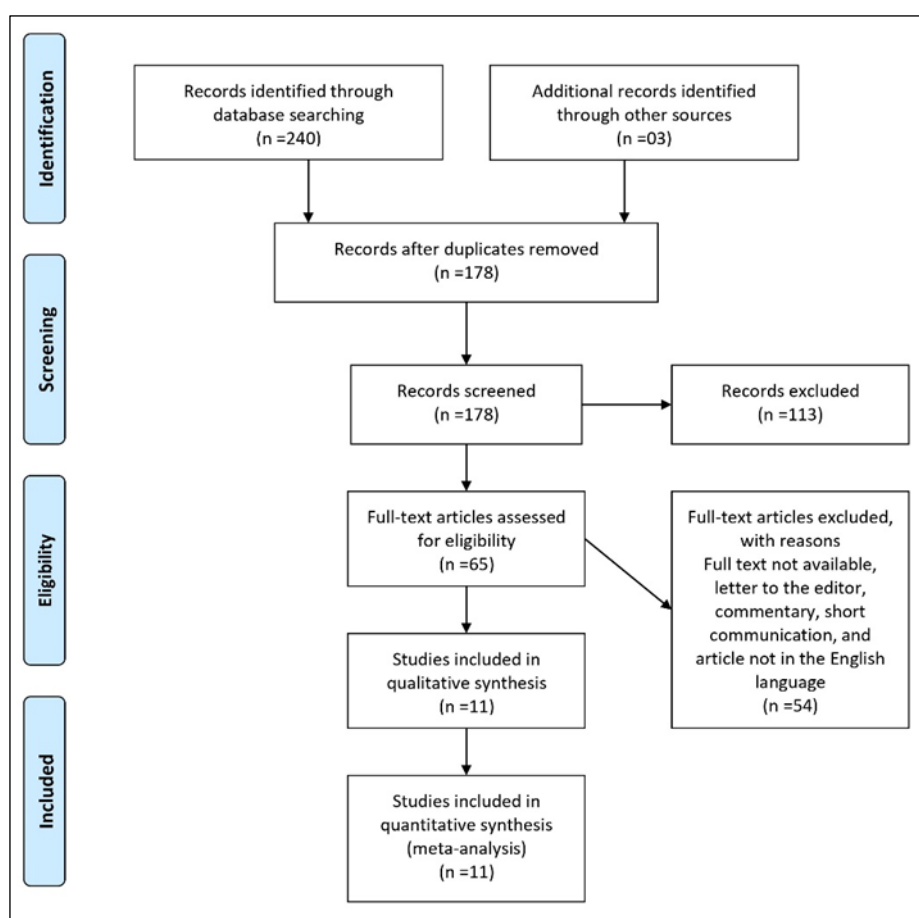 Identification
Records identified through
database searching
(n =240)
Additional records identified
through other sources
(n =03)
Records after duplicates removed
(n =178)
Screening
Records screened
(n =178)
Records excluded
(n =113)
Eligibility
Full-text articles assessed
for eligibility
(n =65)
Full-text articles excluded,
with reasons
Full text not available,
letter to the editor,
commentary, short
communication, and
article not in the English
language
(n =54)
Studies included in
qualitative synthesis
(n =11)
Included
Studies included in
quantitative synthesis
(meta-analysis)
(n =11)